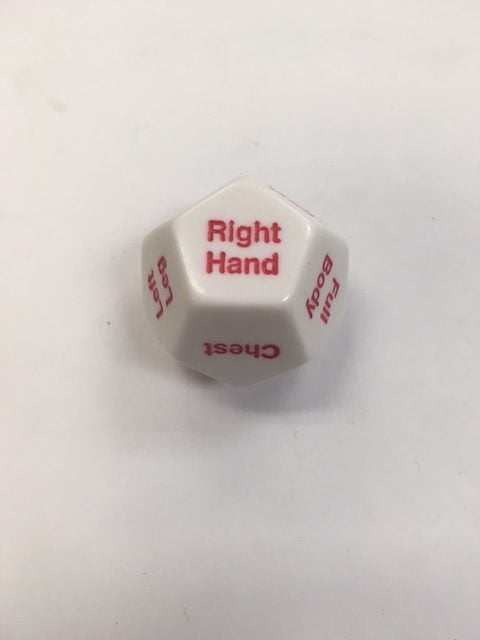 Right
Hand
Left
Leg
Full
Body
Chest